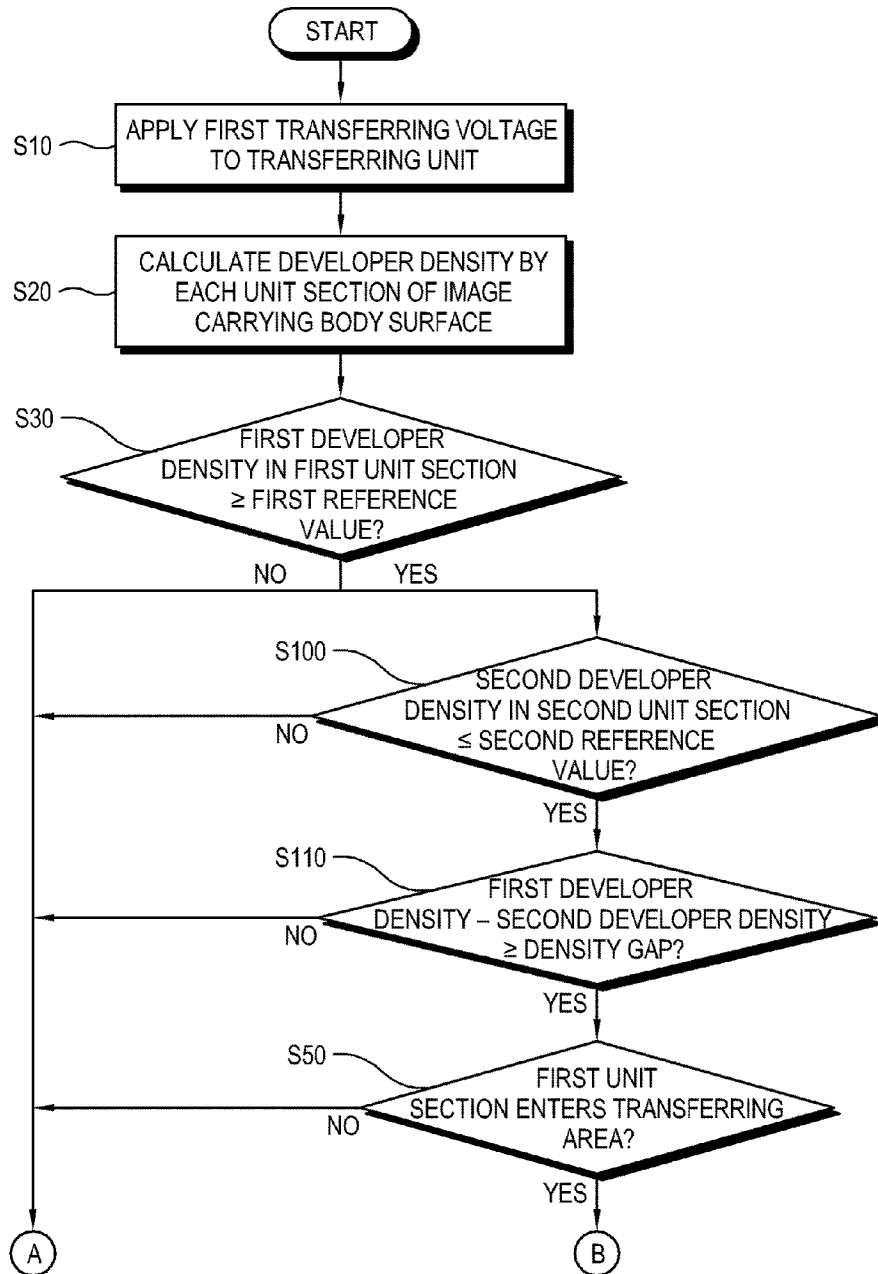 START
S10
APPLY FIRST TRANSFERRING VOLTAGE
TO TRANSFERRING UNIT
S20
CALCULATE DEVELOPER DENSITY BY
EACH UNIT SECTION OF IMAGE
CARRYING BODY SURFACE
S30
FIRST DEVELOPER
DENSITY IN FIRST UNIT SECTION
≥ FIRST REFERENCE
VALUE?
NO
YES
S100
SECOND DEVELOPER
DENSITY IN SECOND UNIT SECTION
≤ SECOND REFERENCE
VALUE?
NO
YES
S110
FIRST DEVELOPER
DENSITY – SECOND DEVELOPER DENSITY
≥ DENSITY GAP?
NO
YES
S50
FIRST UNIT
SECTION ENTERS TRANSFERRING
AREA?
NO
YES
A
B